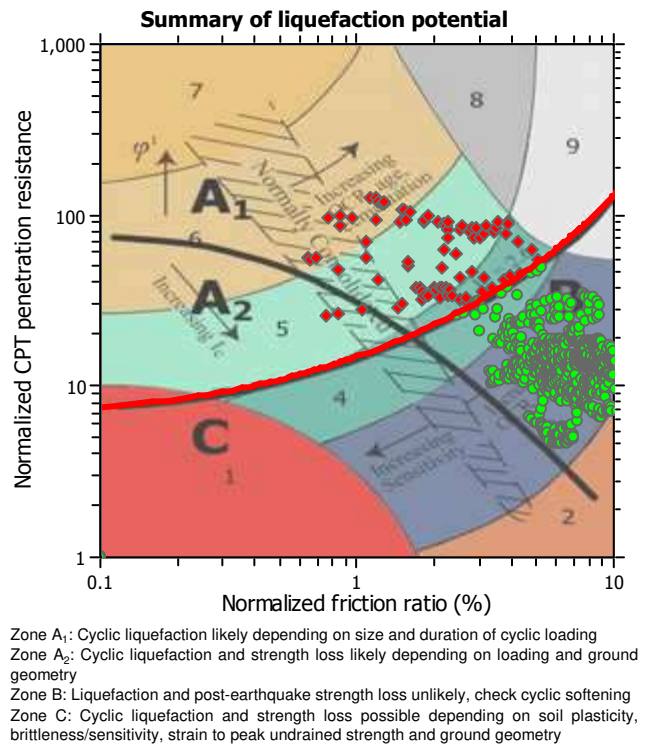 Summary of liquefaction potential
Normalized CPT penetration resistance
1,000
100
10
1
7
8
9
φ'
A1
Increasing
Normally Consolidated
6
A2
Increasing Ic
5
B
4
C
1
Increasing
Sensitivity
2
0.1
1
10
Normalized friction ratio (%)
Zone A1: Cyclic liquefaction likely depending on size and duration of cyclic loading
Zone A2: Cyclic liquefaction and strength loss likely depending on loading and ground
geometry
Zone B: Liquefaction and post-earthquake strength loss unlikely, check cyclic softening
Zone C: Cyclic liquefaction and strength loss possible depending on soil plasticity,
brittleness/sensitivity, strain to peak undrained strength and ground geometry